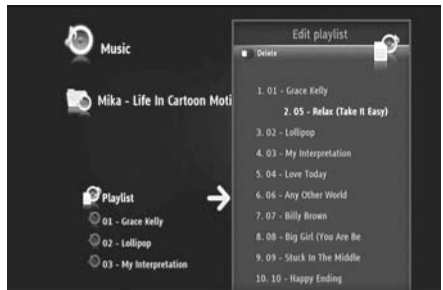 Music
Mika - Life In Cartoon Moti
Playlist
01 - Grace Kelly
02 - Lollipop
03 - My Interpretation
Edit playlist
Delete
1. 01 - Grace Kelly
2. 05 - Relax (Take It Easy)
3. 02 - Lollipop
4. 03 - My Interpretation
5. 04 - Love Today
6. 06 - Any Other World
7. 07 - Billy Brown
8. 08 - Big Girl (You Are Be
9. 09 - Stuck In The Middle
10. 10 - Happy Ending